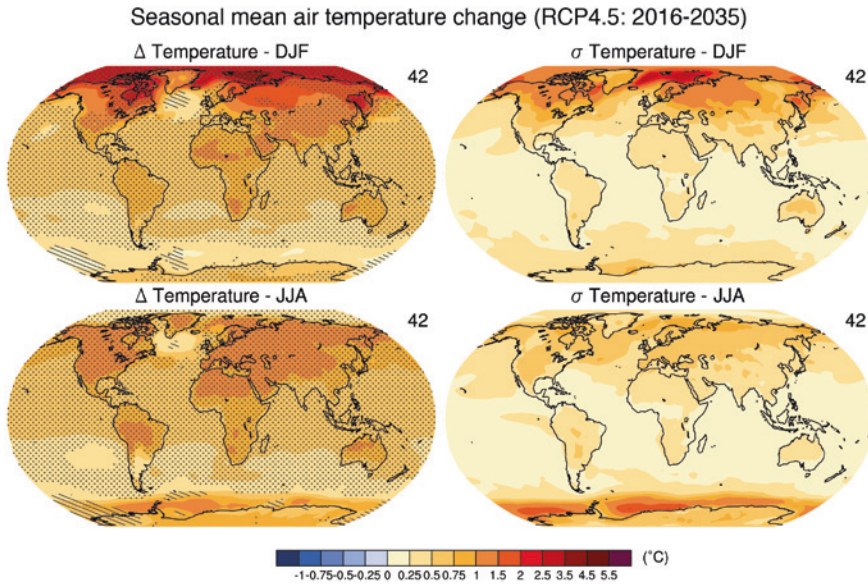 Seasonal mean air temperature change (RCP4.5: 2016-2035)
Δ Temperature - DJF
σ Temperature - DJF
42
42
Δ Temperature - JJA
σ Temperature - JJA
42
42
(°C)
-1 -0.75 -0.5 -0.25 0 0.25 0.5 0.75 1 1.5 2 2.5 3.5 4.5 5.5